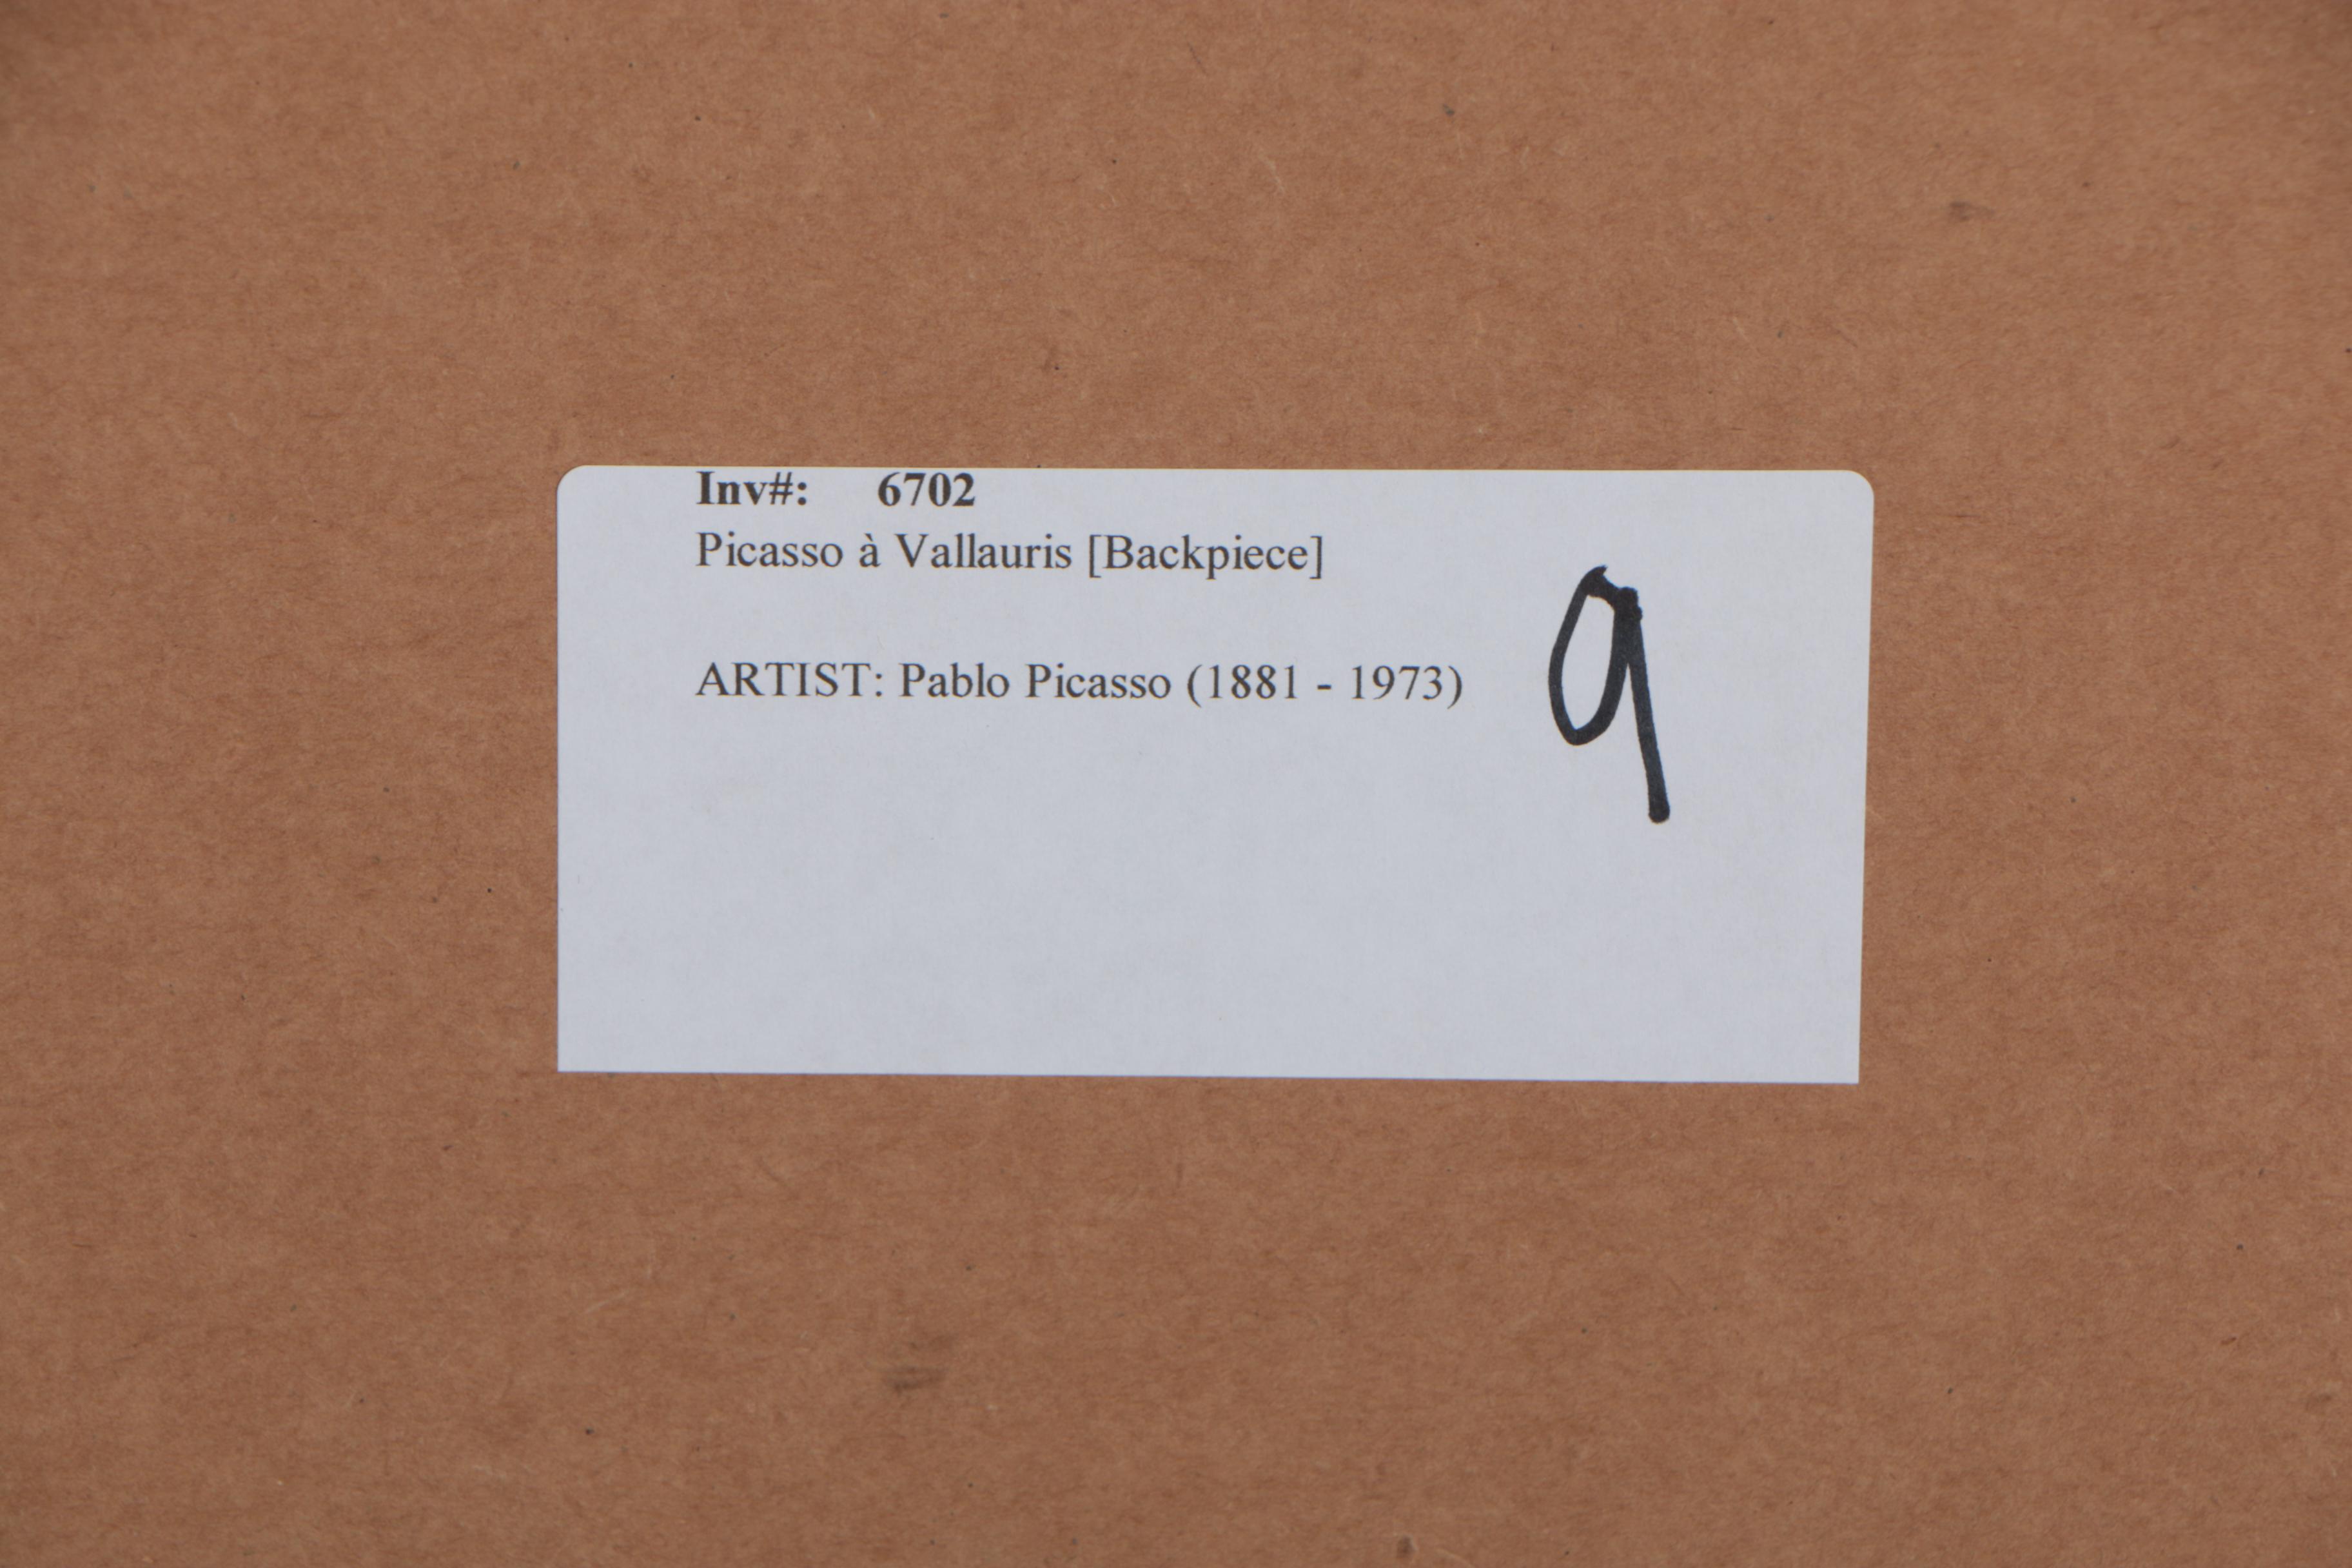 Inv#: 6702
Picasso à Vallauris [Backpiece]
ARTIST: Pablo Picasso (1881 - 1973)
9